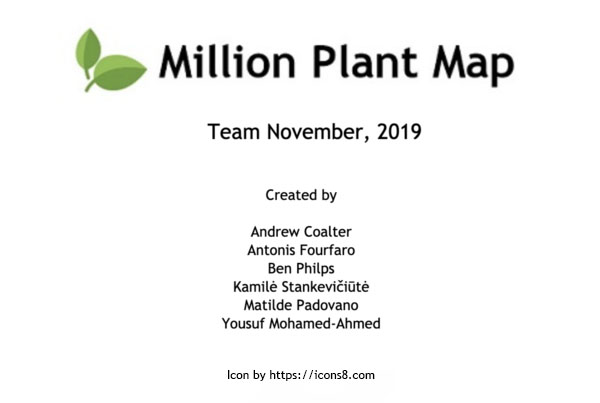 Million Plant Map
Team November, 2019
Created by
Andrew Coalter
Antonis Fourfaro
Ben Philps
Kamilė Stankevičiūtė
Matilde Padovano
Yousuf Mohamed-Ahmed
Icon by https://icons8.com